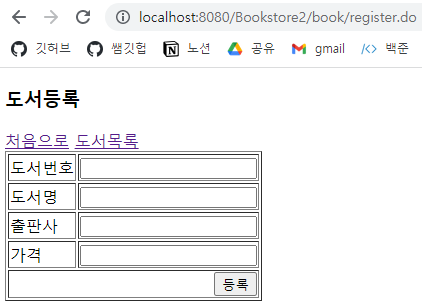 localhost:8080/Bookstore2/book/register.do
깃허브 쌤깃헙 노션 공유 gmail 백준
도서등록
처음으로 도서목록
도서번호
도서명
출판사
가격
등록